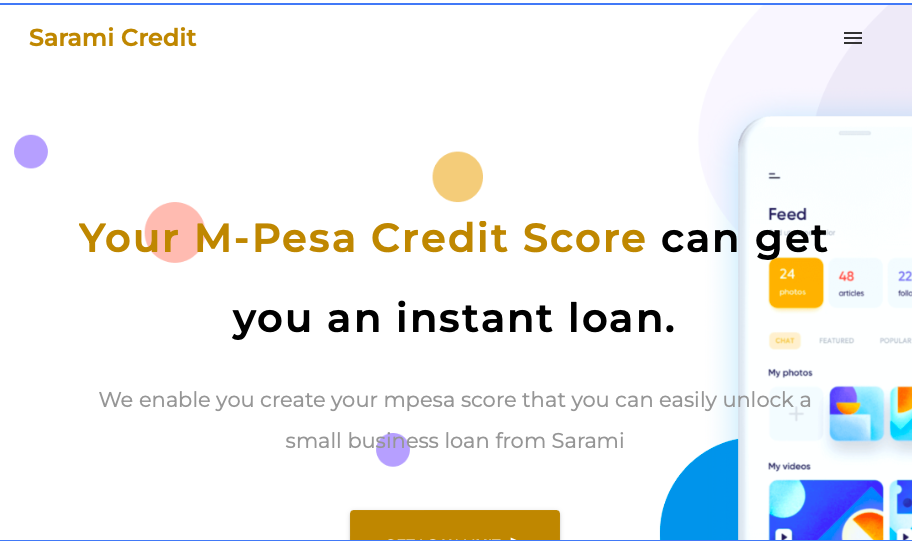 Sarami Credit
Your M-Pesa Credit Score can get
you an instant loan.
We enable you create your mpesa score that you can easily unlock a
small business loan from Sarami
Feed
24
photos
48
articles
22
CHAT
FEATURED
POPULAR
My photos
My videos